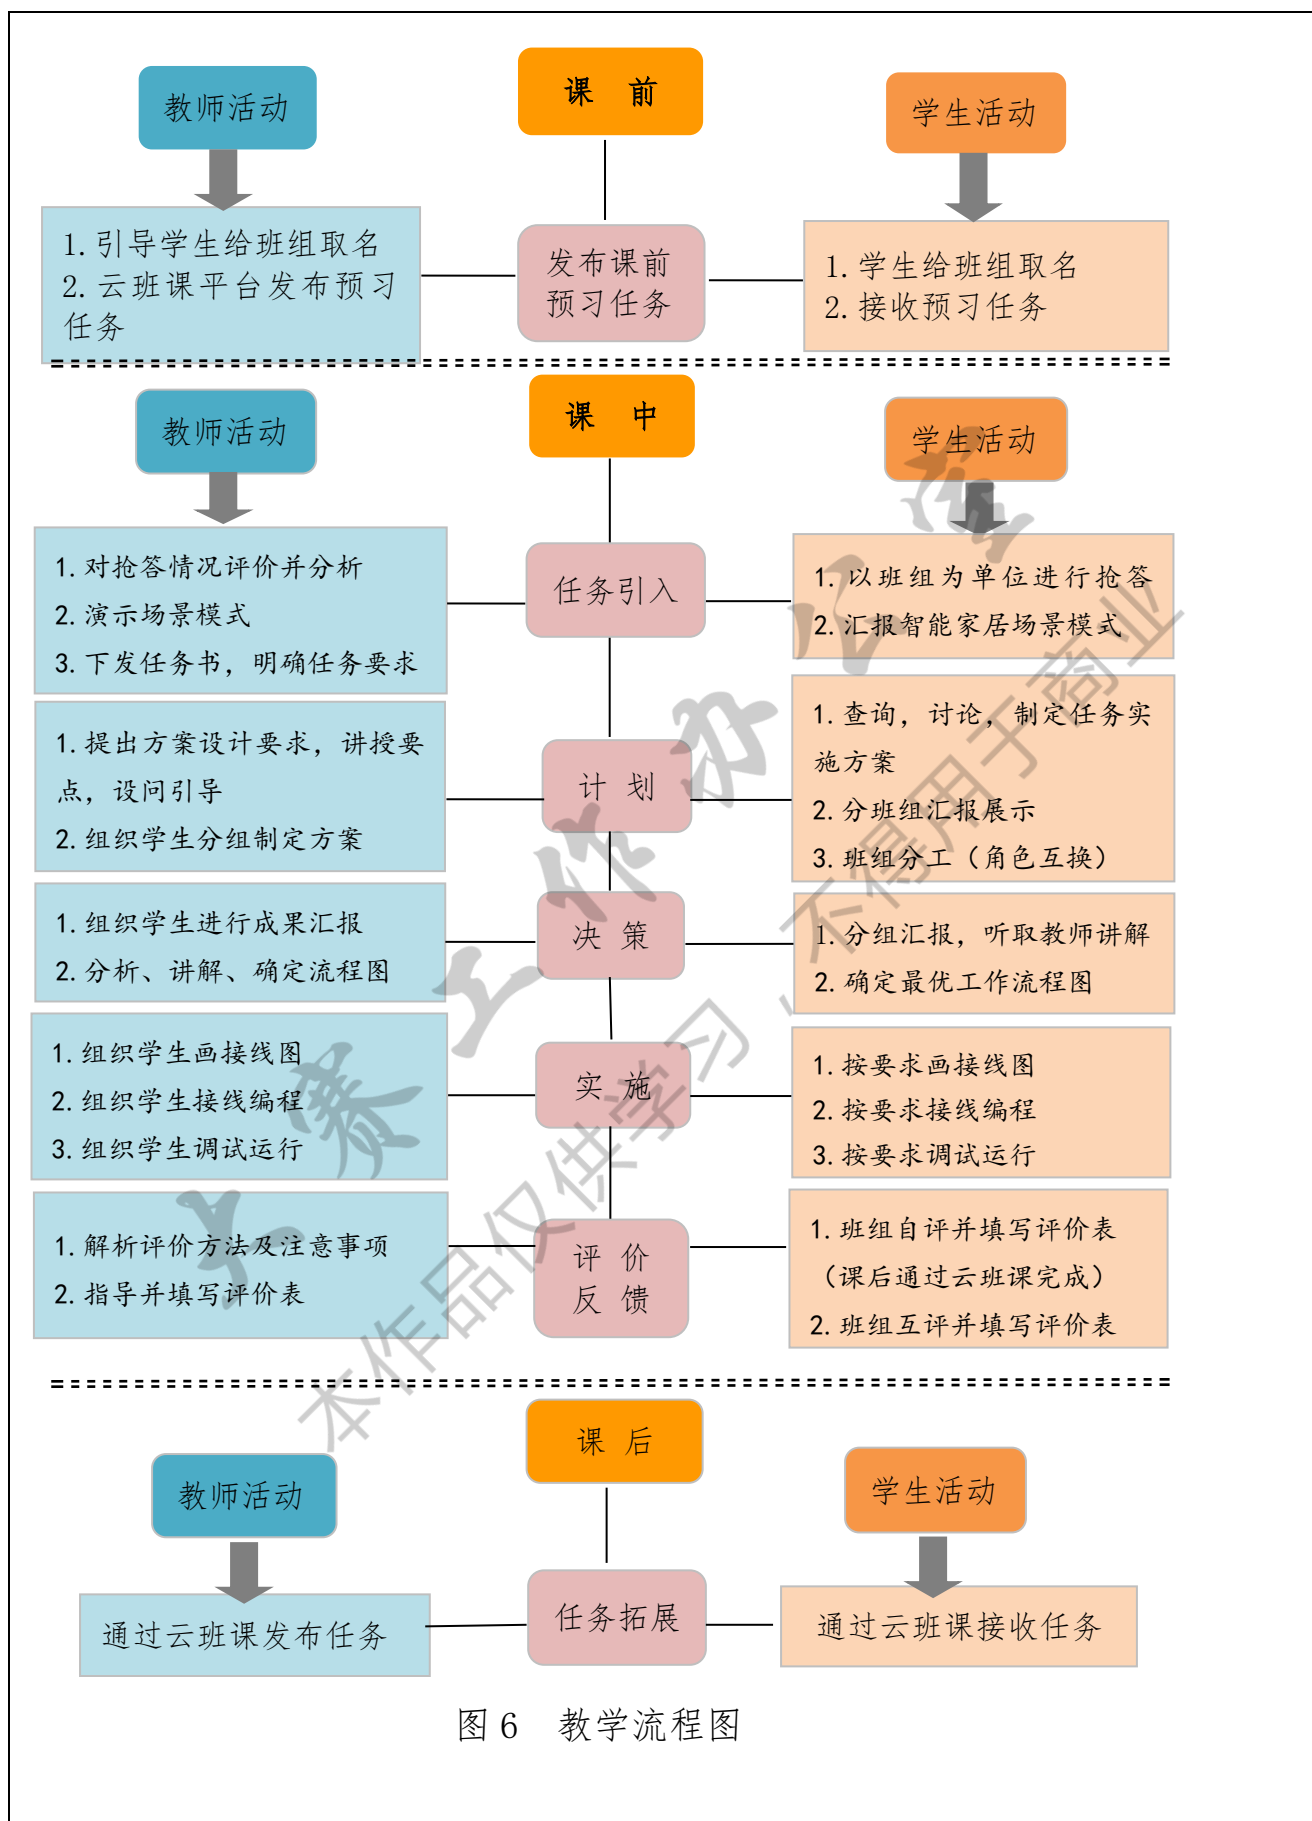 课 前
教师活动
学生活动
1.引导学生给班组取名
2.云班课平台发布预习
任务
发布课前
预习任务
1.学生给班组取名
2.接收预习任务
课 中
教师活动
学生活动
1.对抢答情况评价并分析
2.演示场景模式
3.下发任务书，明确任务要求
任务引入
1.以班组为单位进行抢答
2.汇报智能家居场景模式
1.提出方案设计要求，讲授要
点，设问引导
2.组织学生分组制定方案
计 划
1.查询，讨论，制定任务实
施方案
2.分班组汇报展示
3.班组分工（角色互换）
1.组织学生进行成果汇报
2.分析、讲解、确定流程图
决 策
1.分组汇报，听取教师讲解
2.确定最优工作流程图
1.组织学生画接线图
2.组织学生接线编程
3.组织学生调试运行
实 施
1.按要求画接线图
2.按要求接线编程
3.按要求调试运行
1.解析评价方法及注意事项
2.指导并填写评价表
评 价
反 馈
1.班组自评并填写评价表
（课后通过云班课完成）
2.班组互评并填写评价表
课 后
教师活动
学生活动
通过云班课发布任务
任务拓展
通过云班课接收任务
图 6 教学流程图
大赛工作办公室
本作品仅供学习，不得用于商业